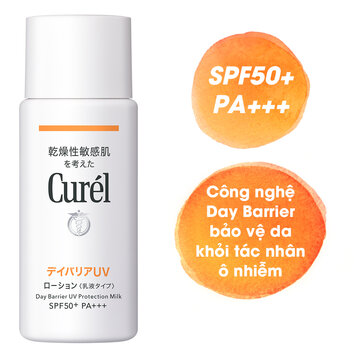 乾燥性敏感肌
を考えた
Curél
デイバリアUV
ローション〈乳液タイプ〉
Day Barrier UV Protection Milk
SPF50+ PA+++
SPF50+
PA+++
Công nghệ
Day Barrier
bảo vệ da
khỏi tác nhân
ô nhiễm